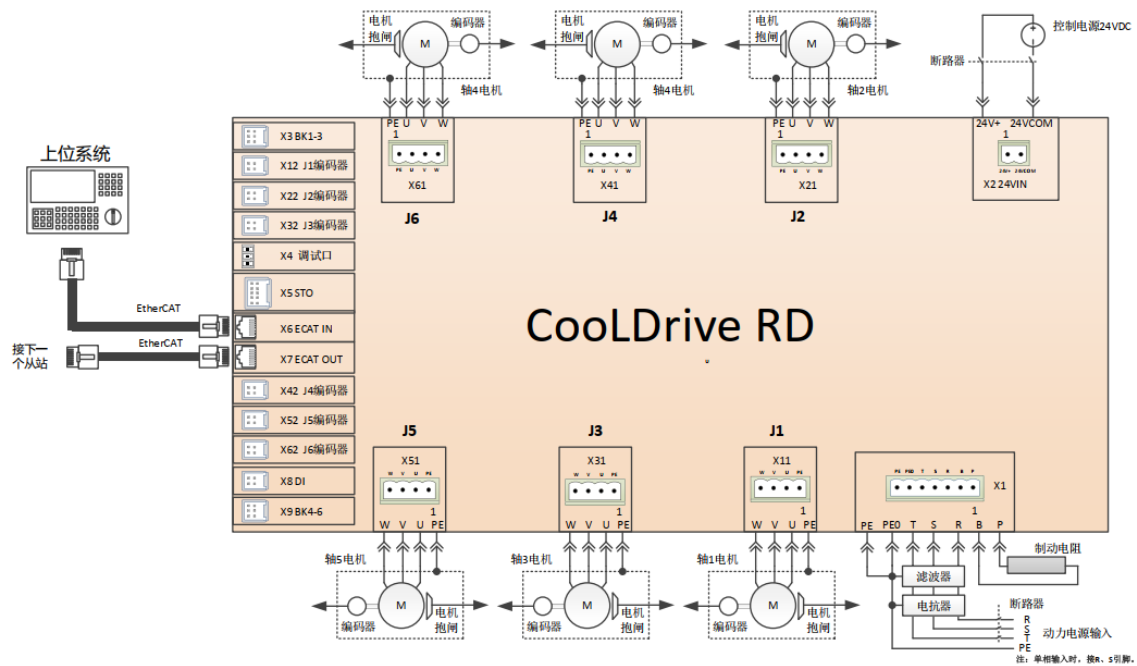 电机
抱闸
编码器
M
轴4电机
电机
抱闸
编码器
M
轴4电机
电机
抱闸
编码器
M
轴2电机
控制电源24VDC
断路器
上位系统
EtherCAT
EtherCAT
接下一
个从站
X3 BK1-3
X12 J1编码器
X22 J2编码器
X32 J3编码器
X4 调试口
X5 STO
X6 ECAT IN
X7 ECAT OUT
X42 J4编码器
X52 J5编码器
X62 J6编码器
X8 DI
X9 BK4-6
PE U V W
1
PE U V W
X61
J6
PE U V W
1
PE U V W
X41
J4
PE U V W
1
PE U V W
X21
J2
24V+ 24VCOM
1
24V+ 24VCOM
X2 24VIN
CooLDrive RD
J5
X51
W V U PE
1
W V U PE
J3
X31
W V U PE
1
W V U PE
J1
X11
W V U PE
1
W V U PE
PE PE0 T S R B P
X1
1
PE PE0 T S R B P
轴5电机
编码器
M
电机
抱闸
轴3电机
编码器
M
电机
抱闸
轴1电机
编码器
M
电机
抱闸
制动电阻
滤波器
电抗器
断路器
R
S
T
PE
动力电源输入
注：单相输入时，接R、S引脚。